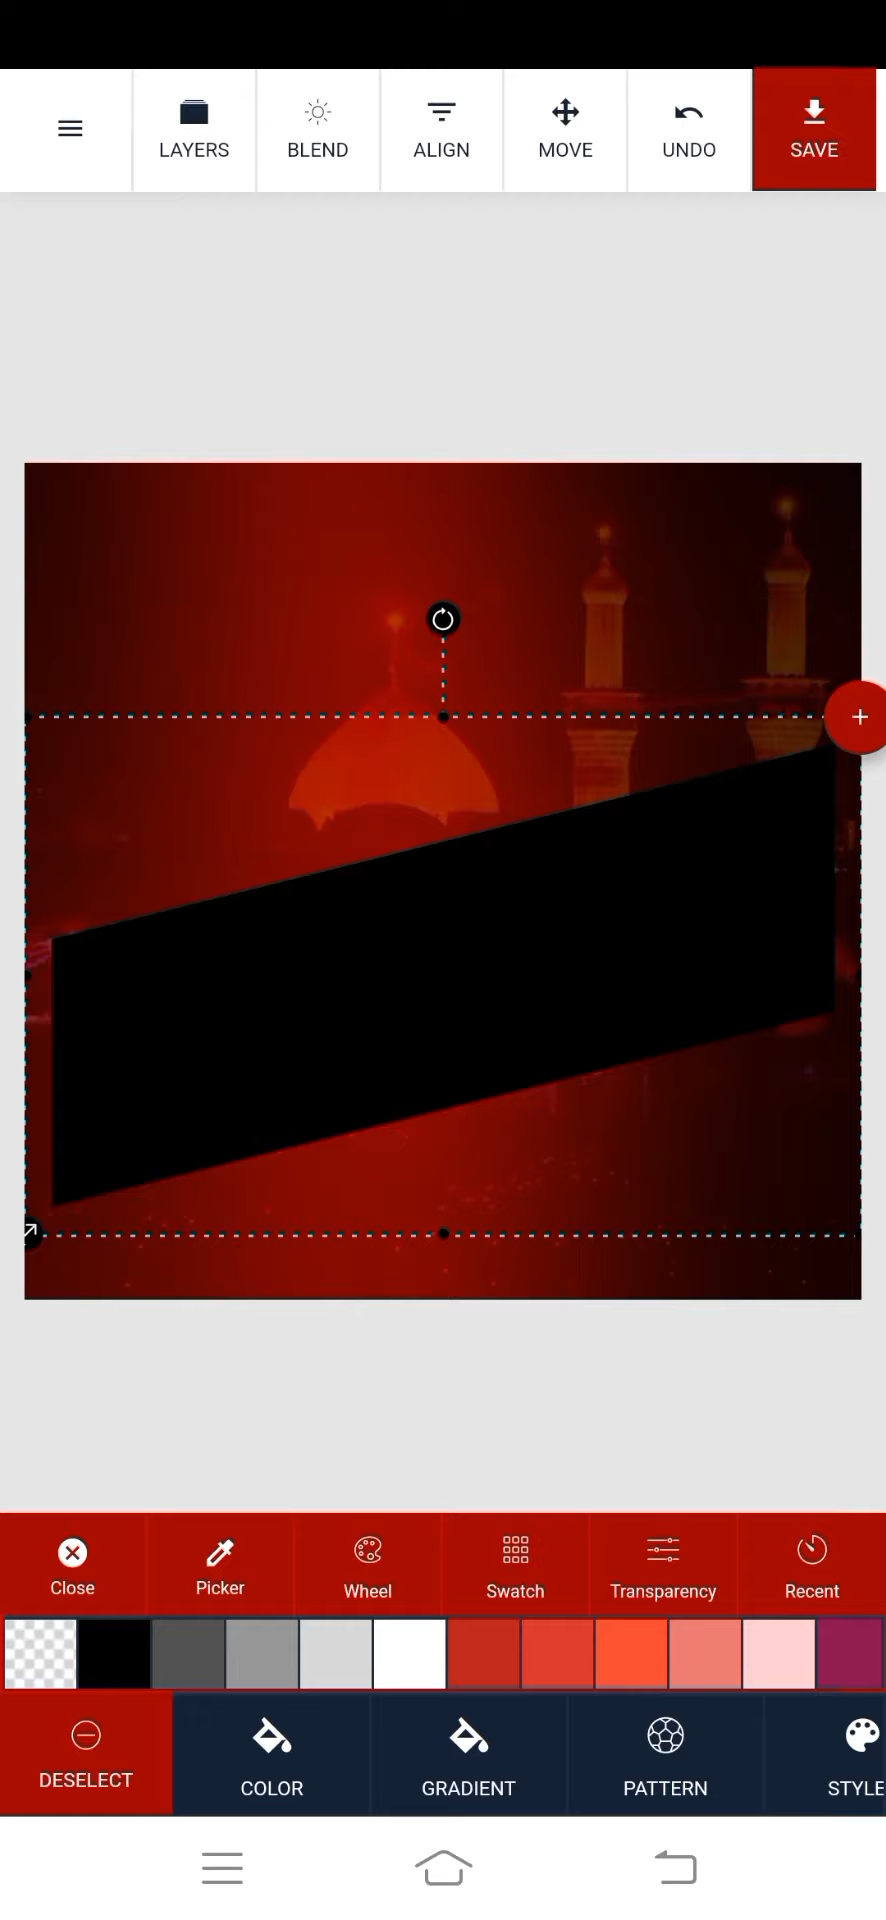 LAYERS BLEND ALIGN MOVE UNDO SAVE
Close Picker Wheel Swatch Transparency Recent
DESELECT COLOR GRADIENT PATTERN STYLE